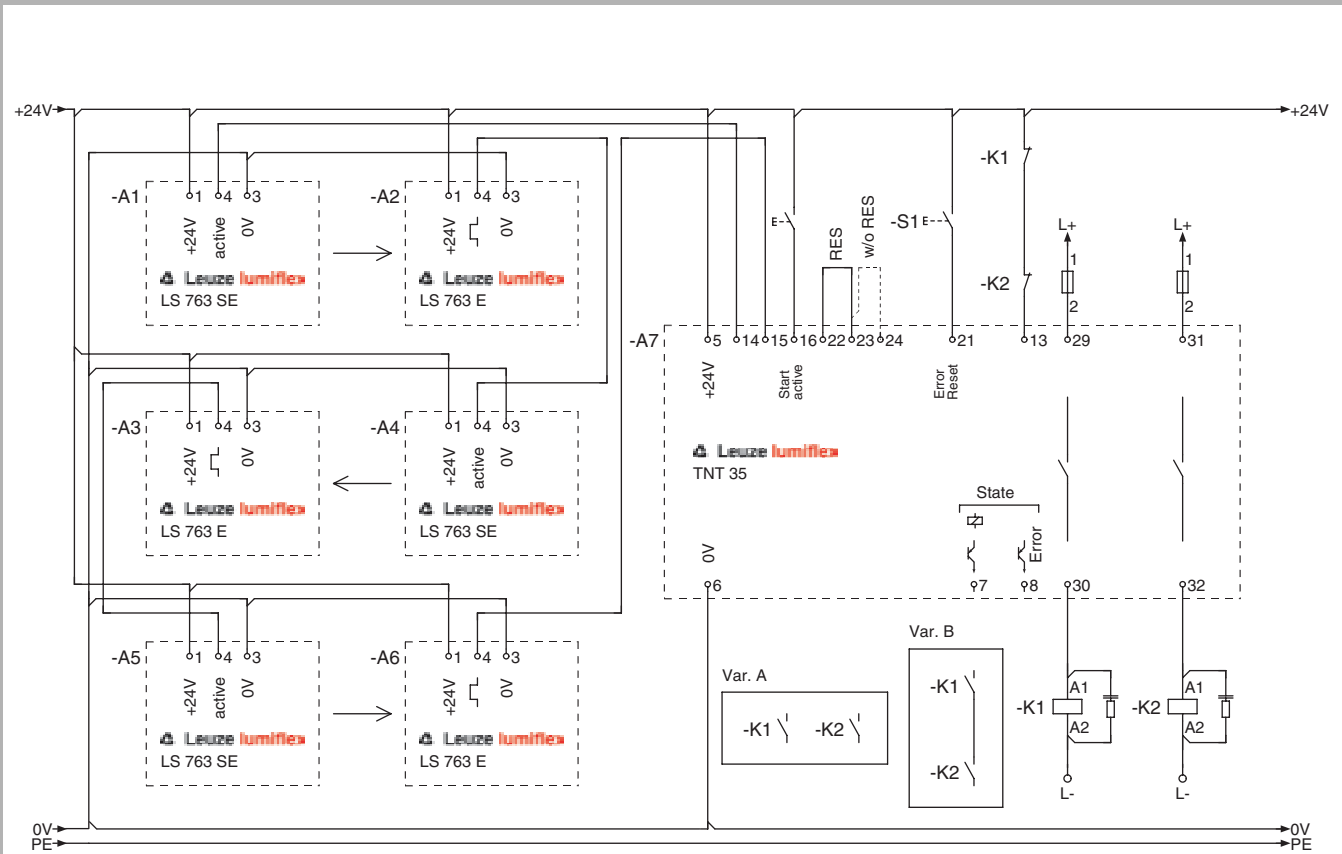 +24V
+24V
-A1
1
4
3
+24V
active
0V
Leuze lumiflex
LS 763 SE
-A2
1
4
3
+24V
0V
Leuze lumiflex
LS 763 E
-A3
1
4
3
+24V
0V
Leuze lumiflex
LS 763 E
-A4
1
4
3
+24V
active
0V
Leuze lumiflex
LS 763 SE
-A5
1
4
3
+24V
active
0V
Leuze lumiflex
LS 763 SE
-A6
1
4
3
+24V
0V
Leuze lumiflex
LS 763 E
RES
w/o RES
-S1
-K1
-K2
L+
1
2
L+
1
2
-A7
5
14
15
16
22
23
24
21
13
29
31
+24V
Start
active
Error
Reset
Leuze lumiflex
TNT 35
State
Error
0V
6
7
8
30
32
Var. A
-K1
-K2
Var. B
-K1
-K2
-K1
A1
A2
L-
-K2
A1
A2
L-
0V
0V
PE
PE